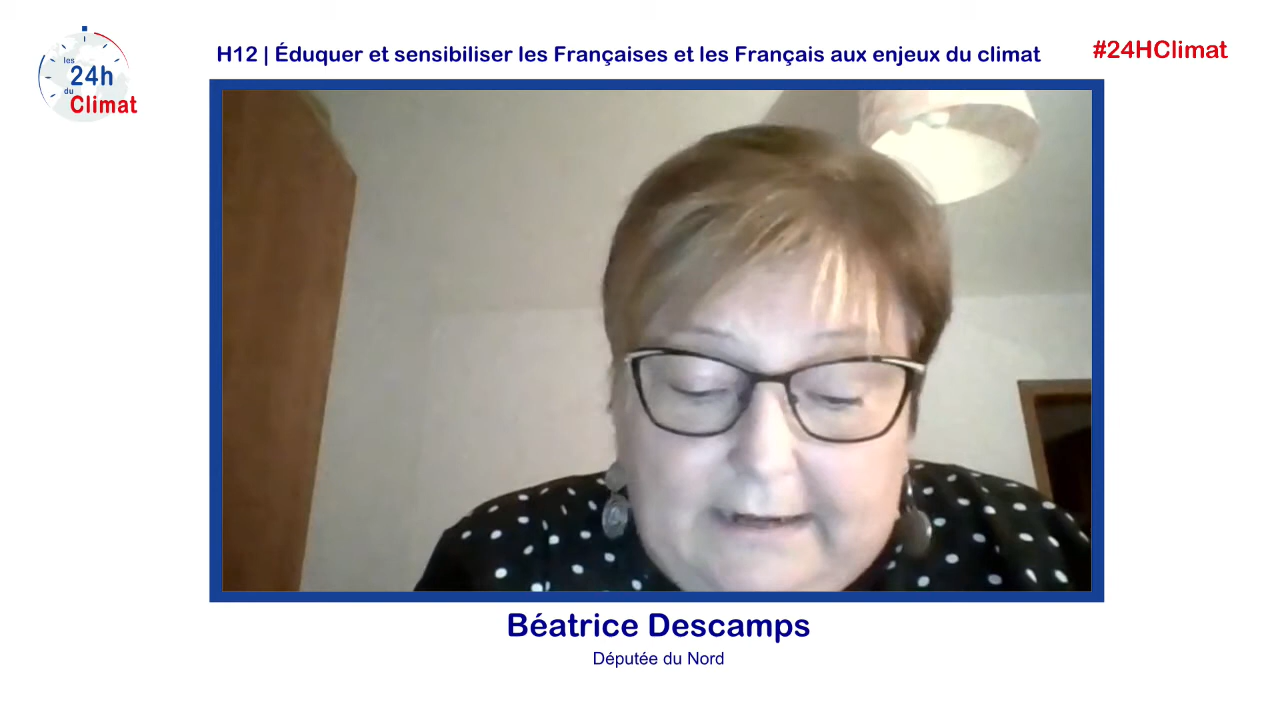 les
24h
du
Climat
H12 | Éduquer et sensibiliser les Françaises et les Français aux enjeux du climat
#24HClimat
Béatrice Descamps
Députée du Nord